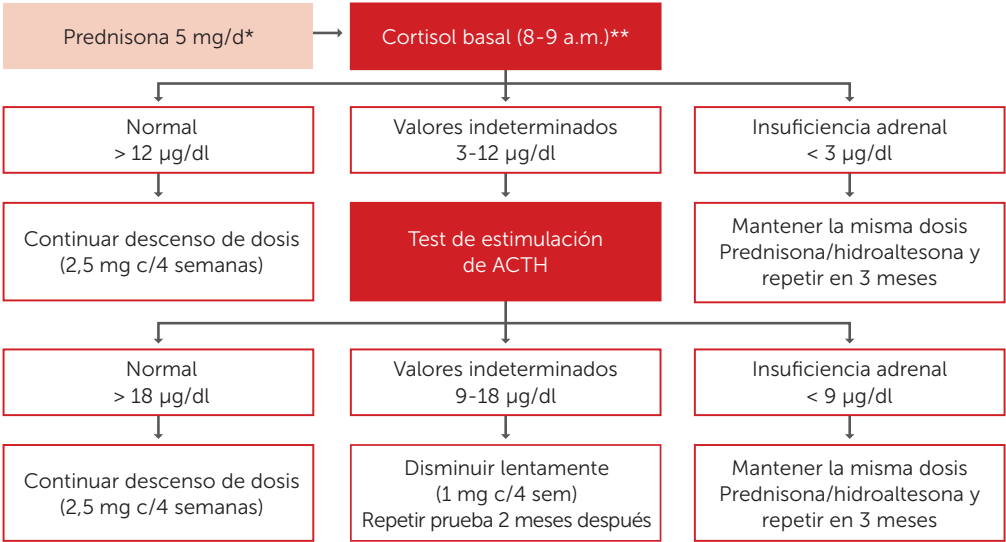 Prednisona 5 mg/d*
Cortisol basal (8-9 a.m.)**
Normal
> 12 µg/dl
Valores indeterminados
3-12 µg/dl
Insuficiencia adrenal
< 3 µg/dl
Continuar descenso de dosis
(2,5 mg c/4 semanas)
Test de estimulación
de ACTH
Mantener la misma dosis
Prednisona/hidroaltesona y
repetir en 3 meses
Normal
> 18 µg/dl
Valores indeterminados
9-18 µg/dl
Insuficiencia adrenal
< 9 µg/dl
Continuar descenso de dosis
(2,5 mg c/4 semanas)
Disminuir lentamente
(1 mg c/4 sem)
Repetir prueba 2 meses después
Mantener la misma dosis
Prednisona/hidroaltesona y
repetir en 3 meses